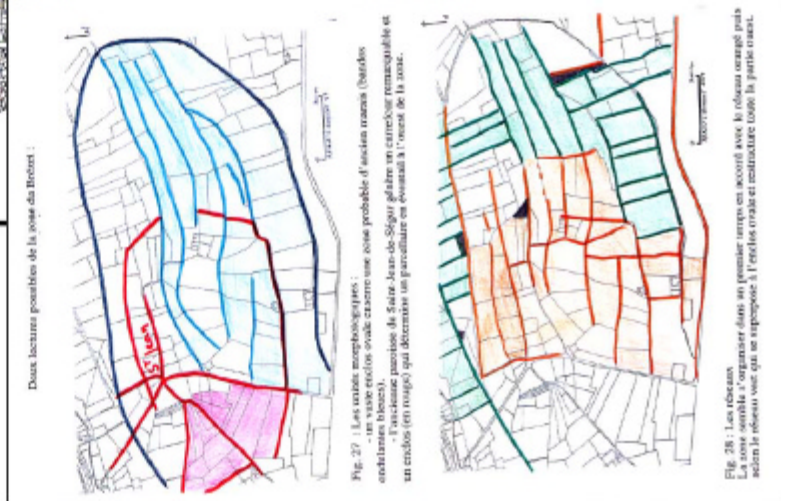 Deux lectures possibles de la zone du Brézet :
St Jean
Fig. 27 : Les unités morphologiques :
- un vaste enclos ovale enserre une zone probable d'ancien marais (bandes
ondulantes bleues).
- l'ancienne paroisse de Saint-Jean-de-Ségur génère un carrefour remarquable et
un enclos (en rouge) qui détermine un parcellaire en éventail à l'ouest de la zone.
Fig. 28 : Les réseaux
La zone semble s'organiser dans un premier temps en accord avec le réseau orangé puis
selon le réseau vert qui se superpose à l'enclos ovale et restructure toute la partie ouest.